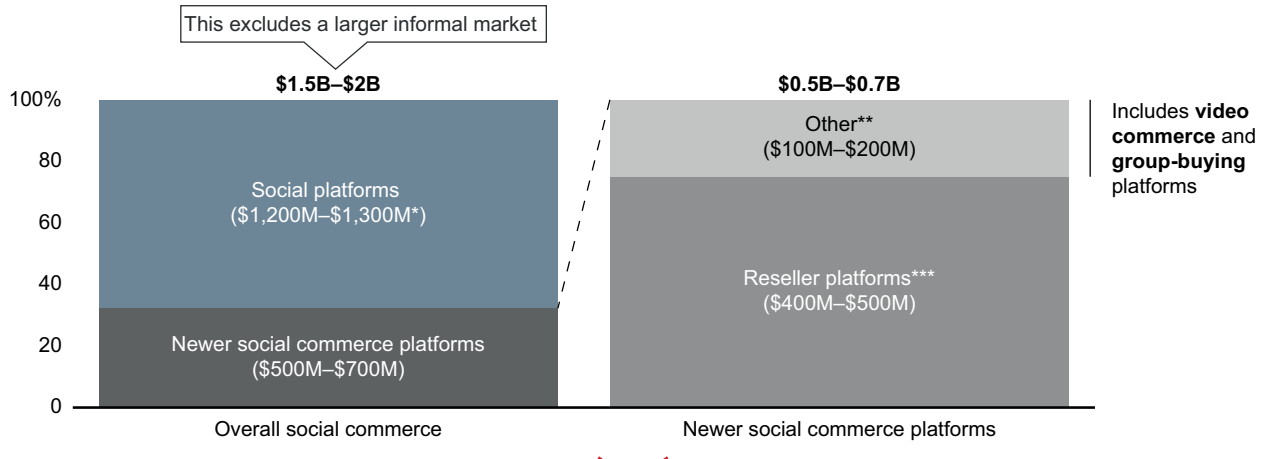 This excludes a larger informal market
$1.5B–$2B
$0.5B–$0.7B
100%
80
60
40
20
0
Social platforms
($1,200M–$1,300M*)
Newer social commerce platforms
($500M–$700M)
Other**
($100M–$200M)
Reseller platforms***
($400M–$500M)
Includes video
commerce and
group-buying
platforms
Overall social commerce
Newer social commerce platforms